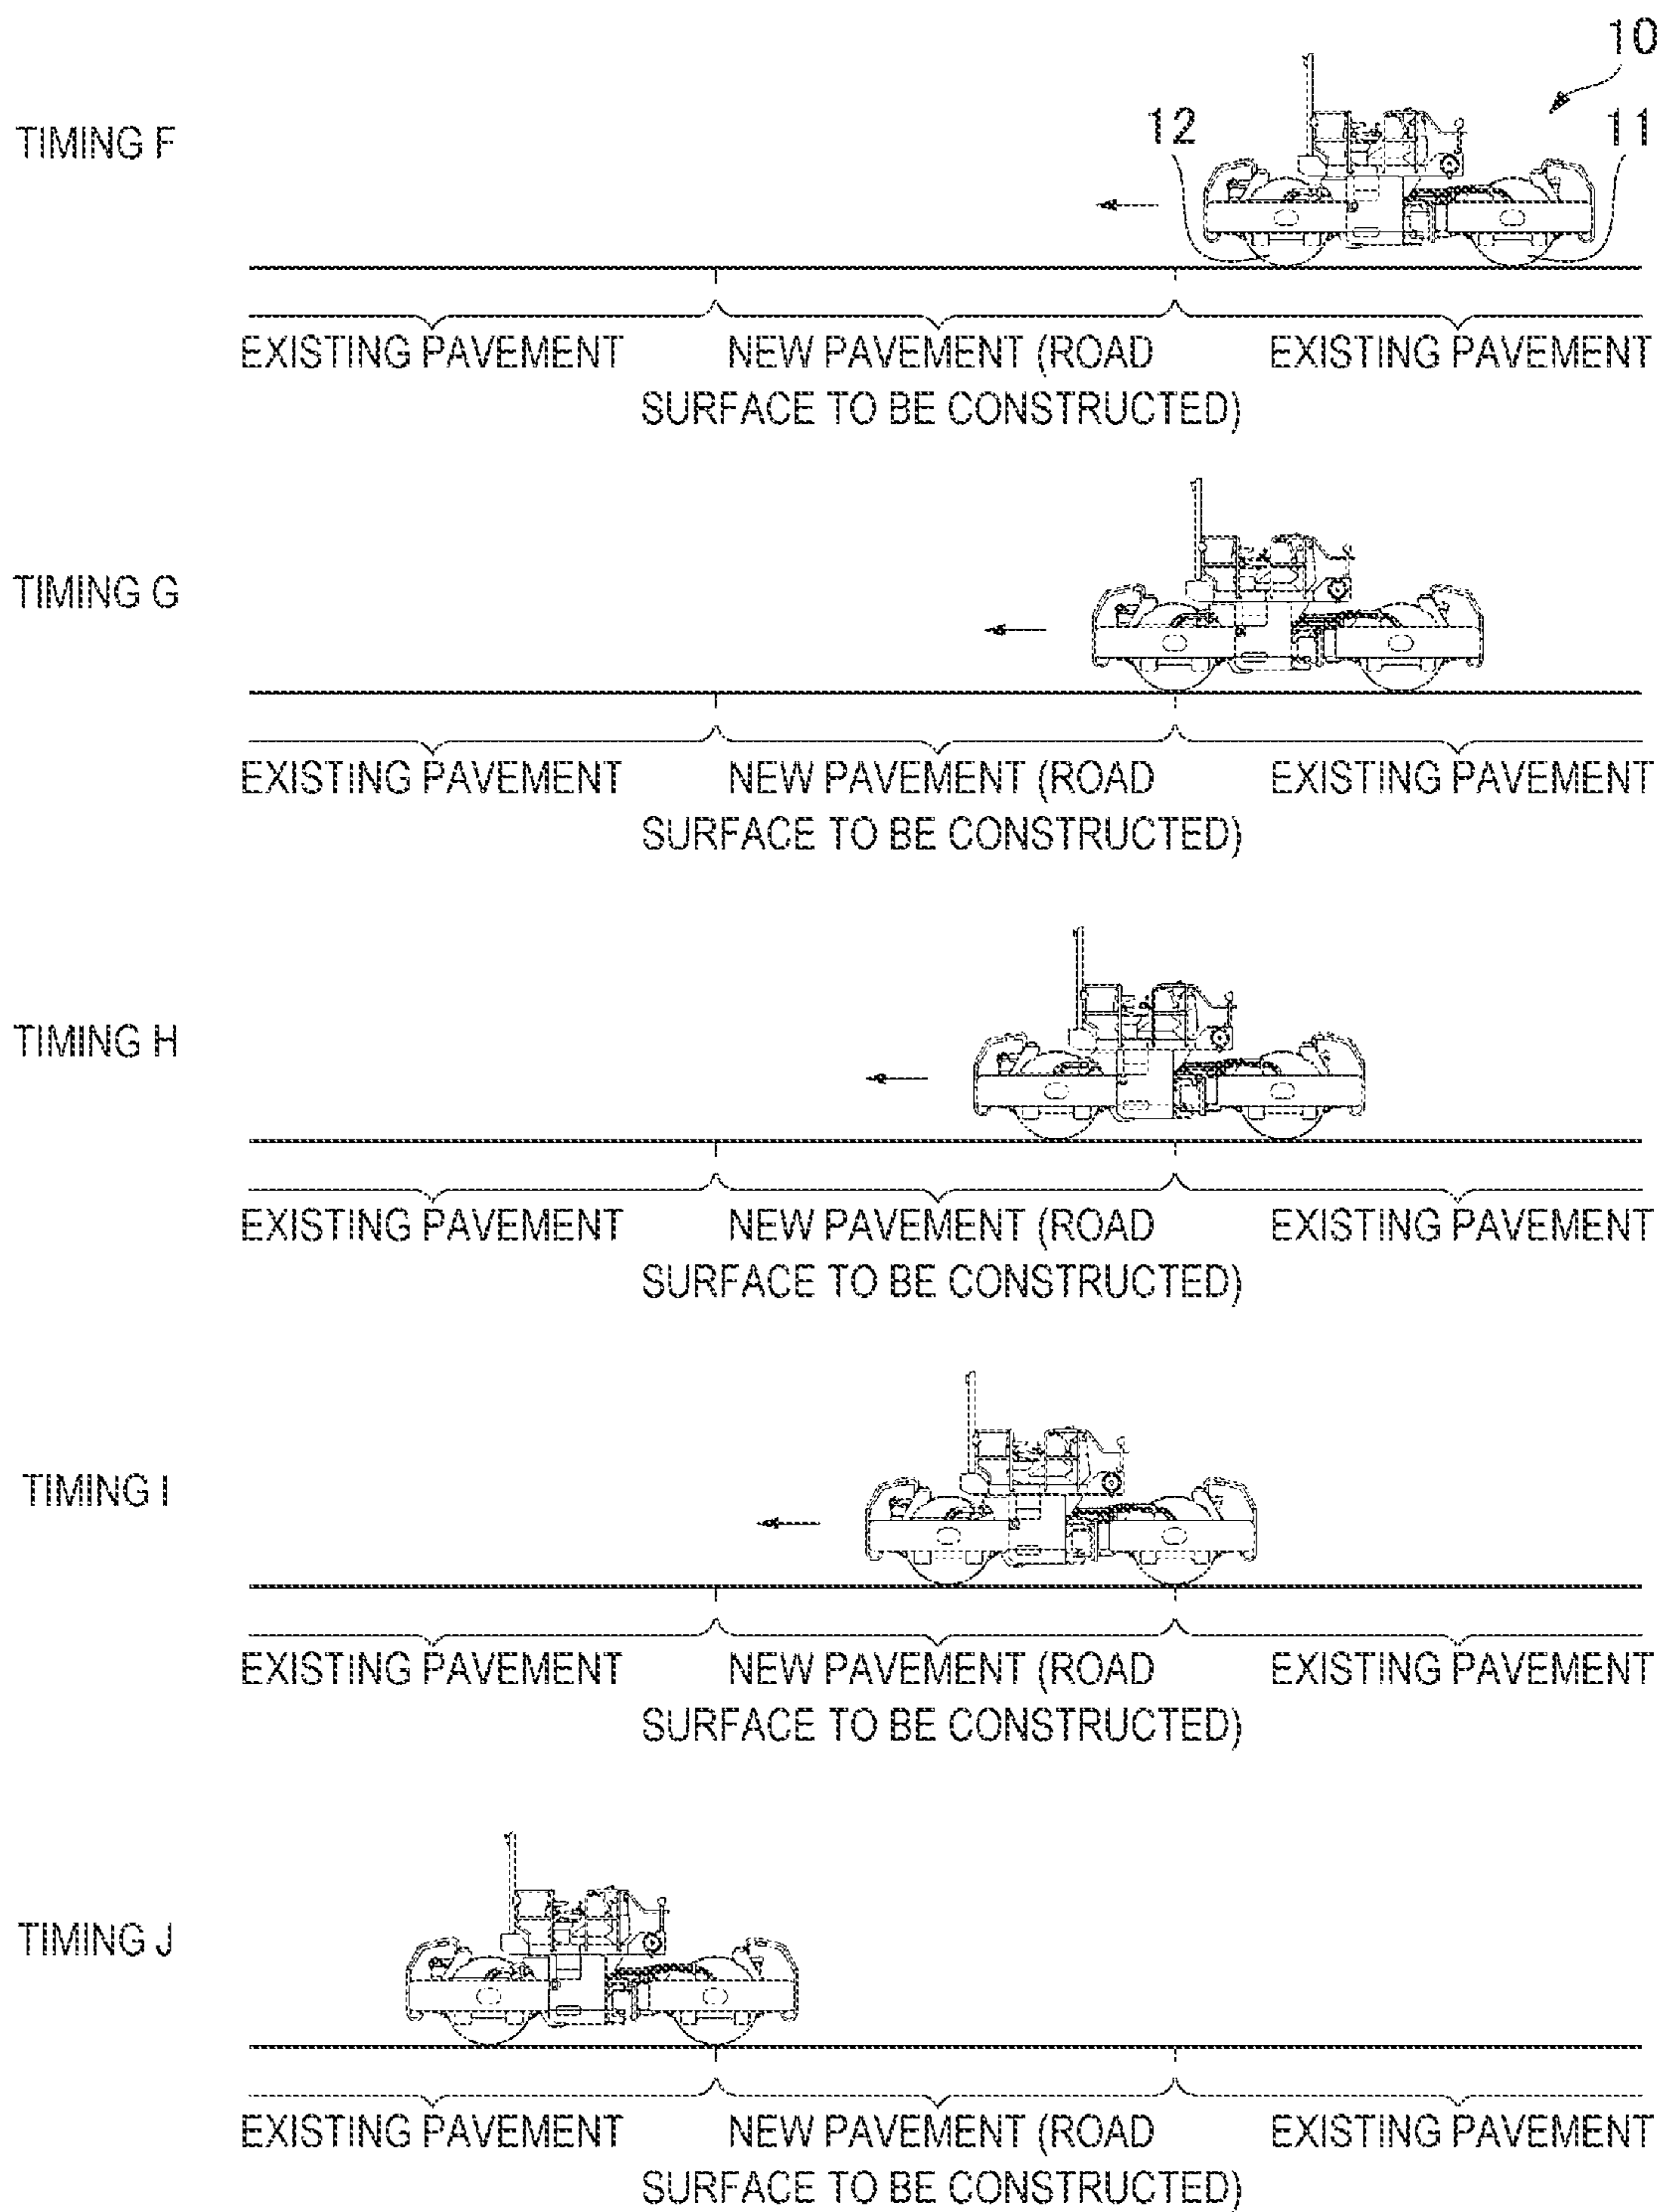 10
TIMING F
12
11
EXISTING PAVEMENT
NEW PAVEMENT (ROAD
SURFACE TO BE CONSTRUCTED)
EXISTING PAVEMENT
TIMING G
EXISTING PAVEMENT
NEW PAVEMENT (ROAD
SURFACE TO BE CONSTRUCTED)
EXISTING PAVEMENT
TIMING H
EXISTING PAVEMENT
NEW PAVEMENT (ROAD
SURFACE TO BE CONSTRUCTED)
EXISTING PAVEMENT
TIMING I
EXISTING PAVEMENT
NEW PAVEMENT (ROAD
SURFACE TO BE CONSTRUCTED)
EXISTING PAVEMENT
TIMING J
EXISTING PAVEMENT
NEW PAVEMENT (ROAD
SURFACE TO BE CONSTRUCTED)
EXISTING PAVEMENT